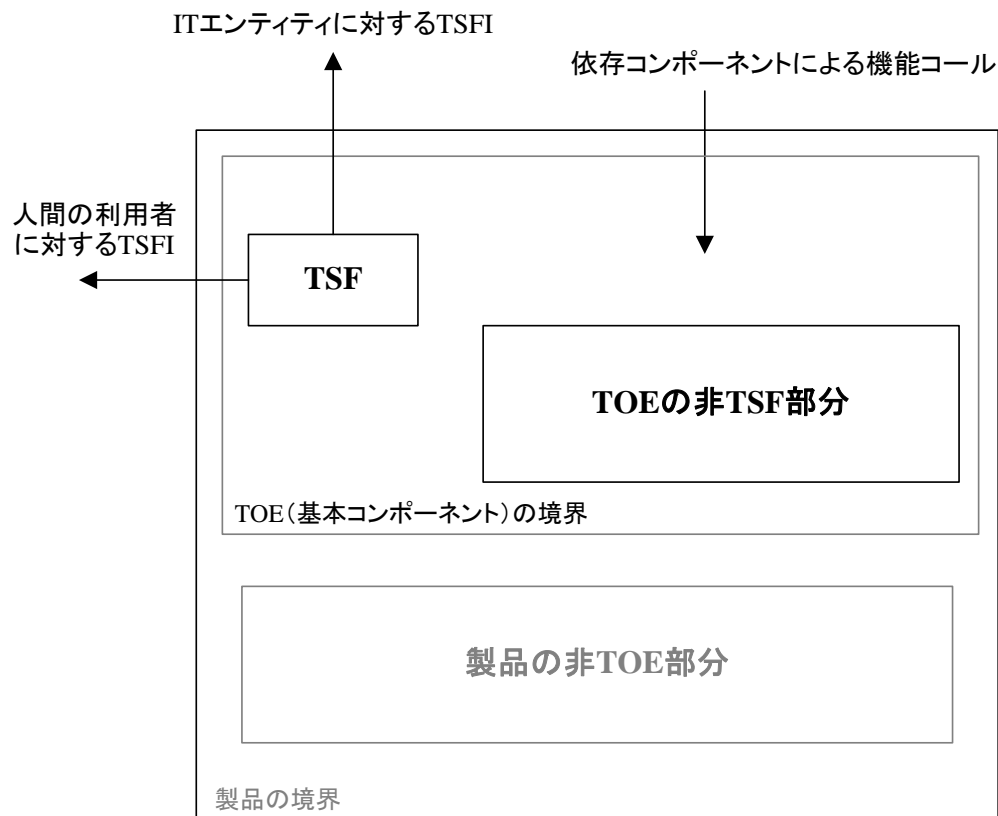 ITエンティティに対するTSFI
依存コンポーネントによる機能コール
人間の利用者
に対するTSFI
TSF
TOEの非TSF部分
TOE（基本コンポーネント）の境界
製品の非TOE部分
製品の境界